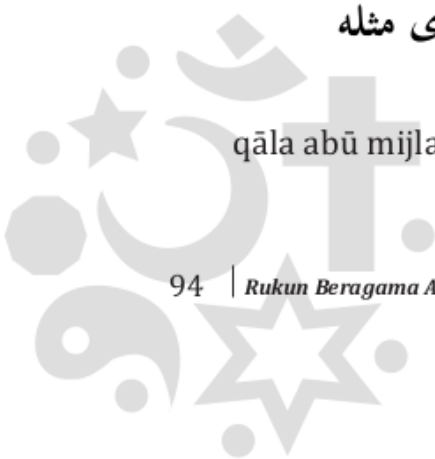 ى مثله
qāla abū mijla
94 | Rukun Beragama A